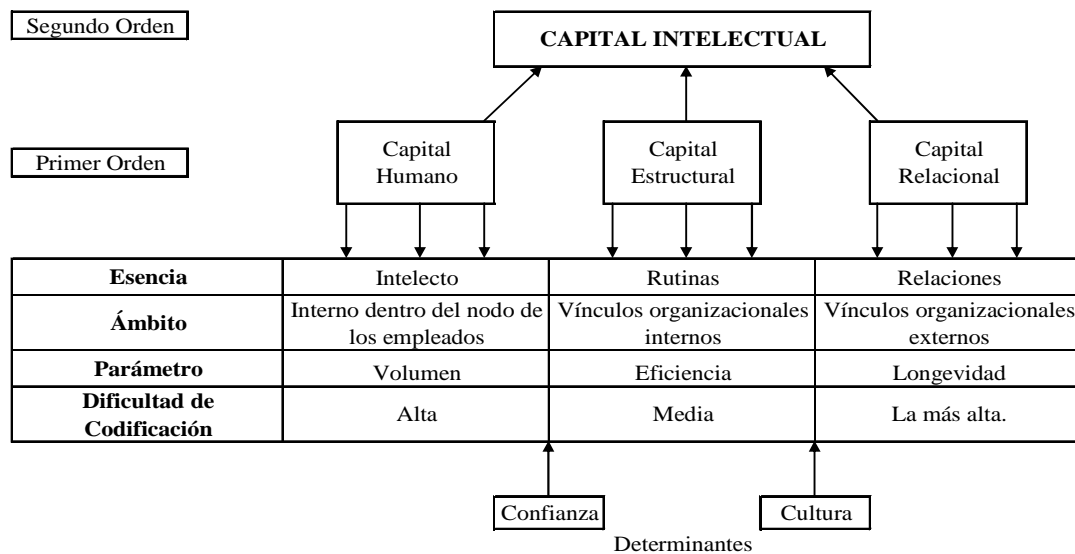 Segundo Orden
CAPITAL INTELECTUAL
Primer Orden
Capital
Humano
Capital
Estructural
Capital
Relacional
Esencia
Intelecto
Rutinas
Relaciones
Ámbito
Interno dentro del nodo de
los empleados
Vínculos organizacionales
internos
Vínculos organizacionales
externos
Parámetro
Volumen
Eficiencia
Longevidad
Dificultad de
Codificación
Alta
Media
La más alta.
Confianza
Cultura
Determinantes